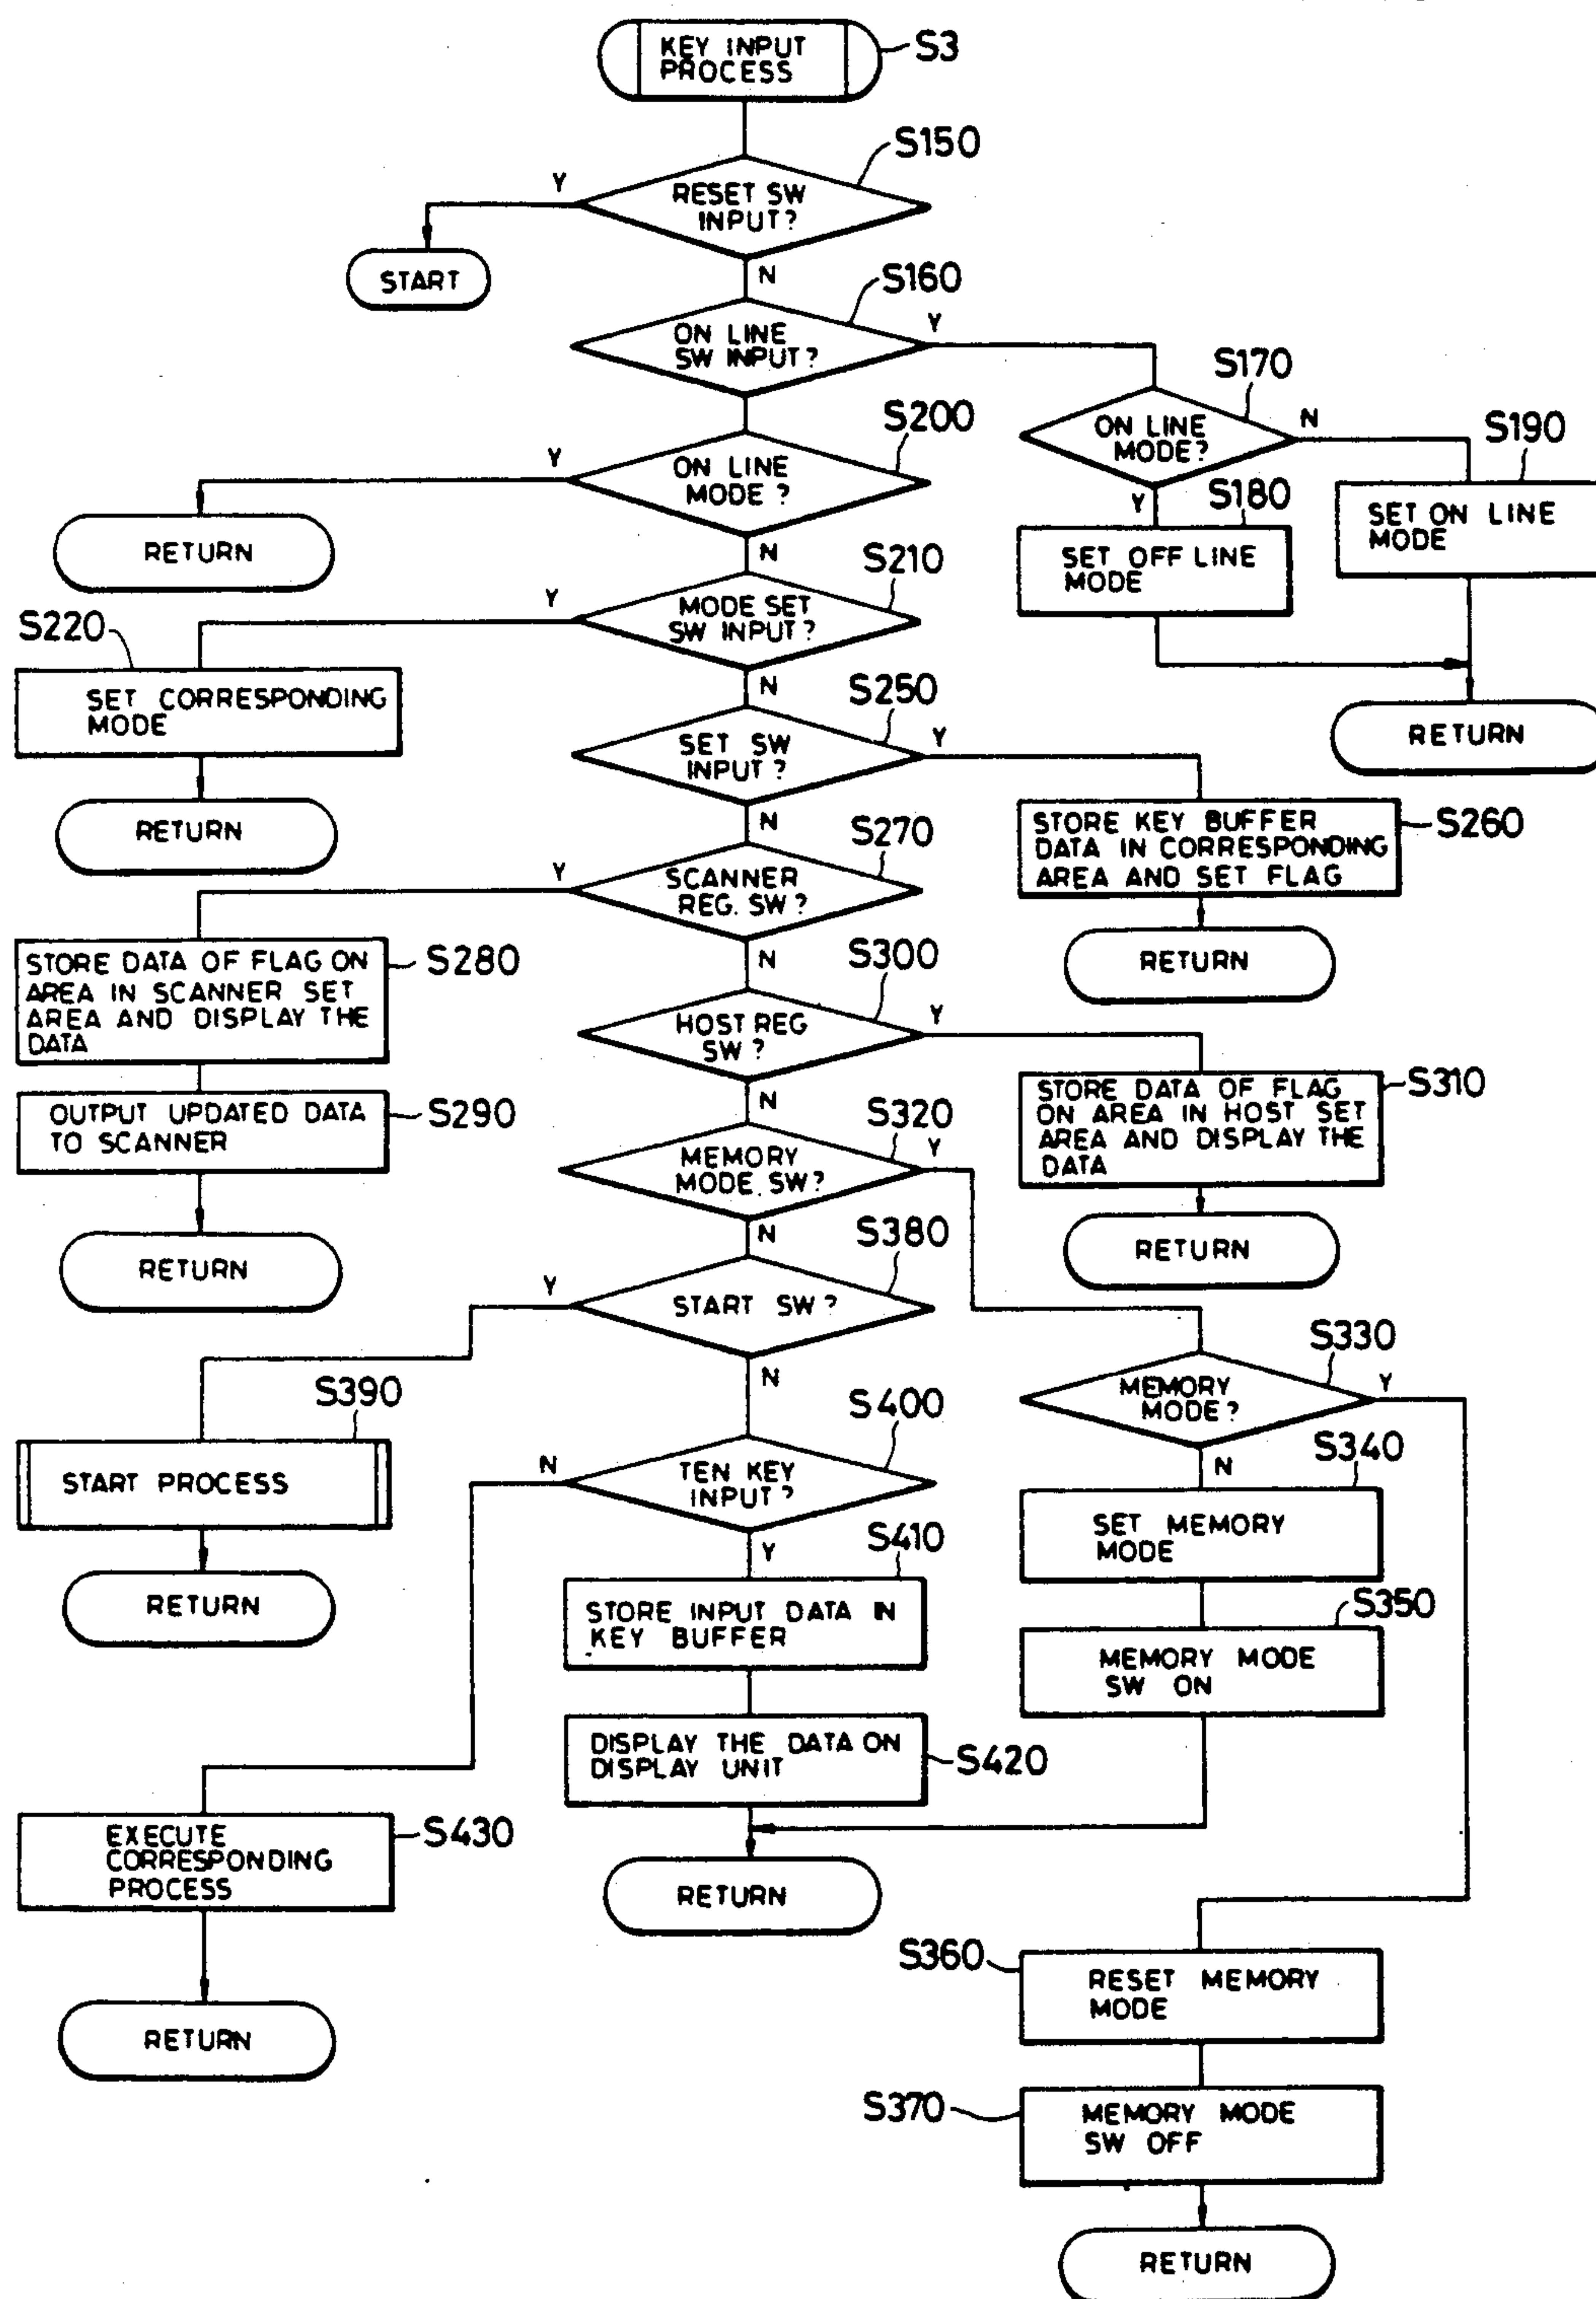 KEY INPUT
PROCESS
S3
S150
Y
RESET SW
INPUT?
START
N
S160
ON LINE
SW INPUT?
Y
S170
ON LINE
MODE?
N
S190
SET ON LINE
MODE
Y
S180
SET OFF LINE
MODE
RETURN
S200
Y
ON LINE
MODE ?
RETURN
N
S210
Y
MODE SET
SW INPUT?
S220
SET CORRESPONDING
MODE
RETURN
N
S250
SET SW
INPUT ?
Y
STORE KEY BUFFER
DATA IN CORRESPONDING
AREA AND SET FLAG
S260
RETURN
N
S270
Y
SCANNER
REG. SW ?
STORE DATA OF FLAG ON
AREA IN SCANNER SET
AREA AND DISPLAY THE
DATA
S280
OUTPUT UPDATED DATA
TO SCANNER
S290
RETURN
N
S300
HOST REG
SW ?
Y
STORE DATA OF FLAG
ON AREA IN HOST SET
AREA AND DISPLAY THE
DATA
S310
RETURN
N
S320
MEMORY
MODE. SW?
Y
N
S380
Y
START SW ?
S330
MEMORY
MODE?
Y
S390
START PROCESS
RETURN
N
S400
N
TEN KEY
INPUT?
Y
S410
STORE INPUT DATA IN
KEY BUFFER
DISPLAY THE DATA ON
DISPLAY UNIT
S420
RETURN
N
S340
SET MEMORY
MODE
S350
MEMORY MODE
SW ON
EXECUTE
CORRESPONDING
PROCESS
S430
RETURN
S360
RESET MEMORY
MODE
S370
MEMORY MODE
SW OFF
RETURN